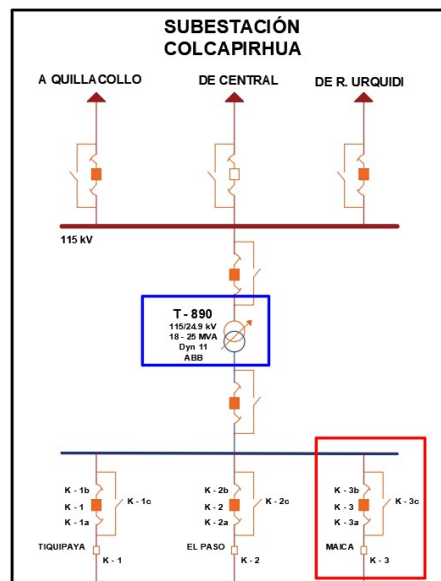 SUBESTACIÓN
COLCAPIRHUA
A QUILLACOLLO
DE CENTRAL
DE R. URQUIDI
115 kV
T - 890
115/24.9 kV
18 - 25 MVA
Dyn 11
ABB
K - 1b
K - 1
K - 1c
K - 1a
TIQUIPAYA
K - 1
K - 2b
K - 2
K - 2c
K - 2a
EL PASO
K - 2
K - 3b
K - 3
K - 3c
K - 3a
MAICA
K - 3